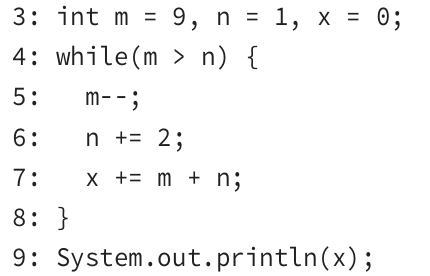 3: int m = 9, n = 1, x = 0;
4: while(m > n) {
5:   m--;
6:   n += 2;
7:   x += m + n;
8: }
9: System.out.println(x);